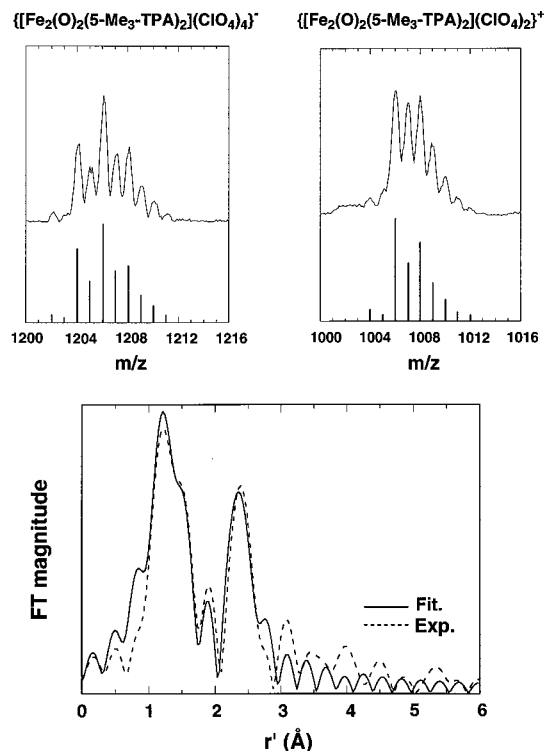 {[Fe₂(O)₂(5-Me₃-TPA)₂](ClO₄)₄}⁻
{[Fe₂(O)₂(5-Me₃-TPA)₂](ClO₄)₂}⁺
1200 1204 1208 1212 1216
m/z
1000 1004 1008 1012 1016
m/z
FT magnitude
Fit.
Exp.
0 1 2 3 4 5 6
r' (Å)